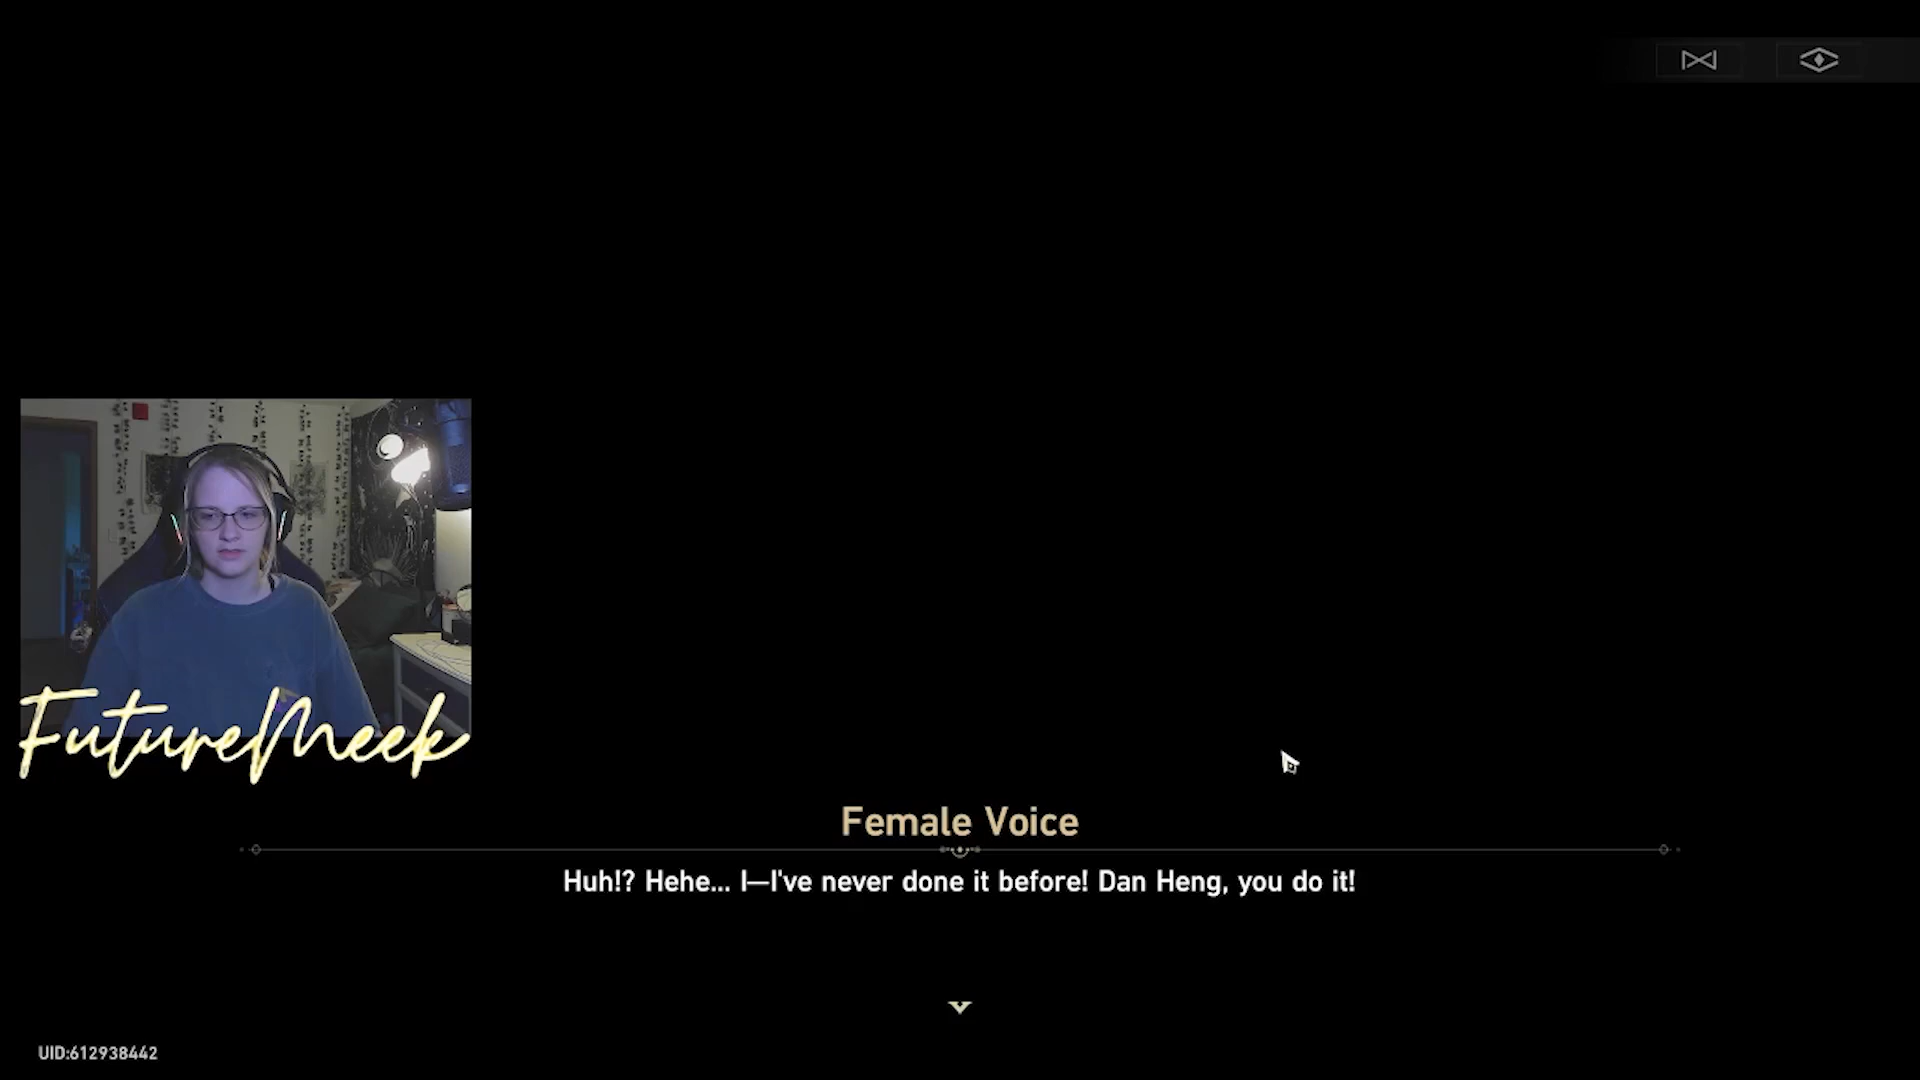 FutureMeek
Female Voice
Huh!? Hehe... I—I've never done it before! Dan Heng, you do it!
UID:612938442